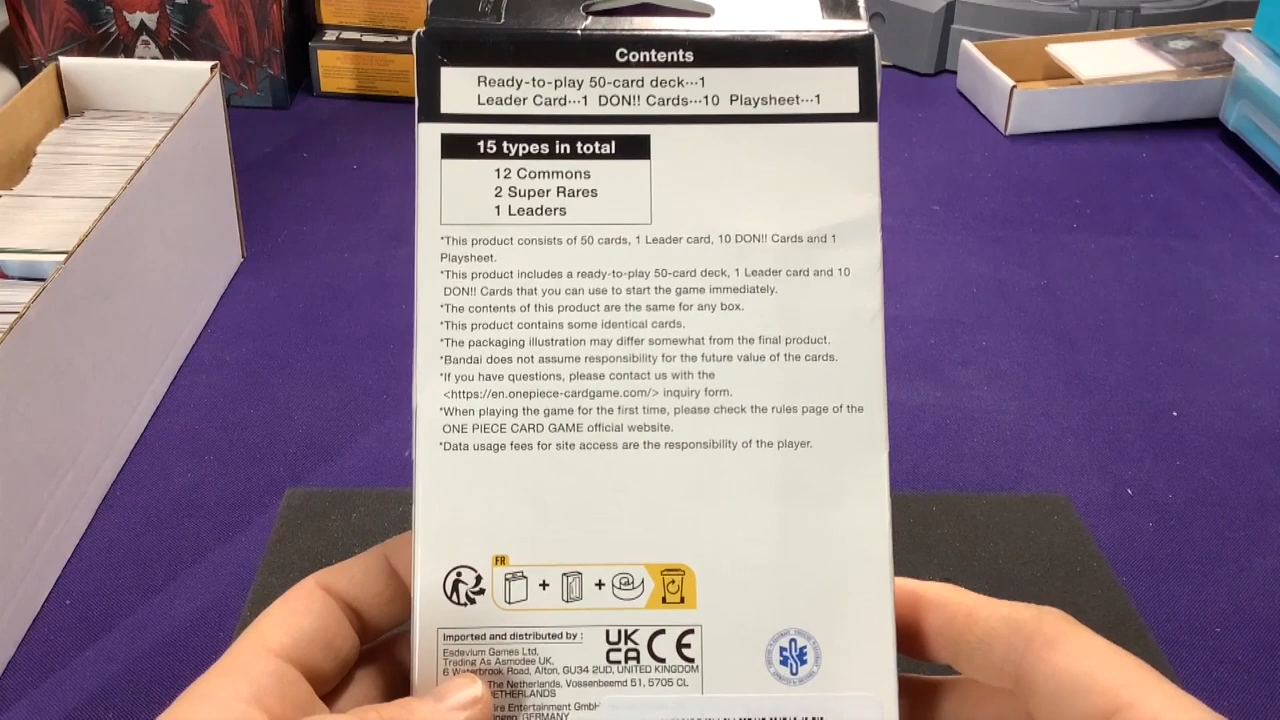 Contents
Ready-to-play 50-card deck···1
Leader Card···1 DON!! Cards···10 Playsheet···1
15 types in total
12 Commons
2 Super Rares
1 Leaders
*This product consists of 50 cards, 1 Leader card, 10 DON!! Cards and 1
Playsheet.
*This product includes a ready-to-play 50-card deck, 1 Leader card and 10
DON!! Cards that you can use to start the game immediately.
*The contents of this product are the same for any box.
*This product contains some identical cards.
*The packaging illustration may differ somewhat from the final product.
*Bandai does not assume responsibility for the future value of the cards.
*If you have questions, please contact us with the
<https://en.onepiece-cardgame.com/> inquiry form.
*When playing the game for the first time, please check the rules page of the
ONE PIECE CARD GAME official website.
*Data usage fees for site access are the responsibility of the player.
FR
+ +
Imported and distributed by :
UK
CA CE
Esdevium Games Ltd,
Trading As Asmodee UK,
6 Waterbrook Road, Alton, GU34 2UD, UNITED KINGDOM
The Netherlands, Vossenbeemd 51, 5705 CL
GERMANY